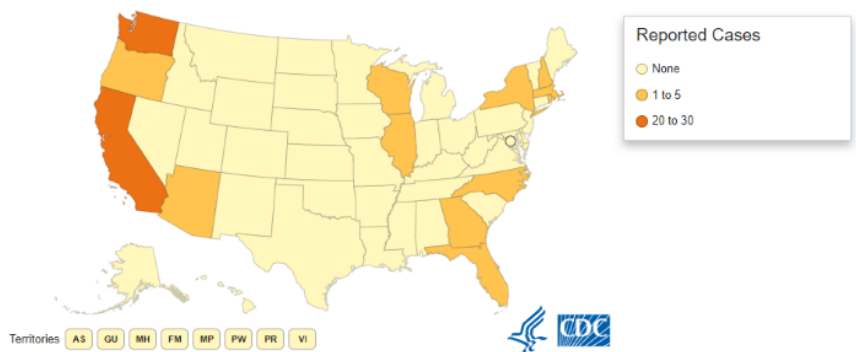 Reported Cases
None
1 to 5
20 to 30
Territories AS GU MH FM MP PW PR VI
CDC